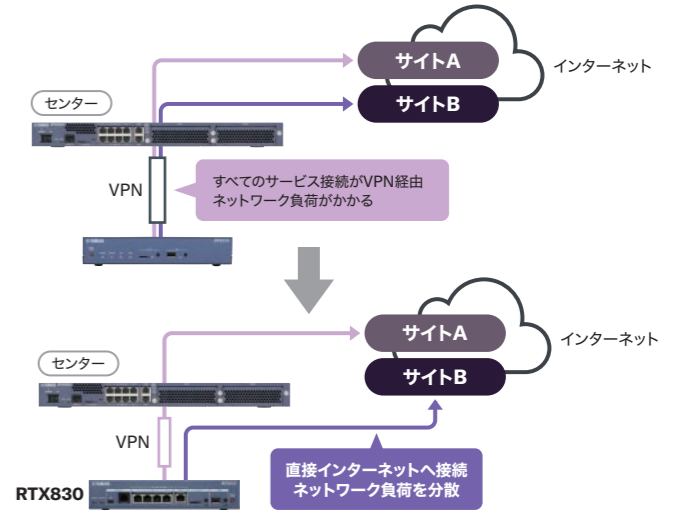 サイトA
インターネット
サイトB
センター
VPN
すべてのサービス接続がVPN経由
ネットワーク負荷がかかる
サイトA
インターネット
サイトB
センター
VPN
直接インターネットへ接続
ネットワーク負荷を分散
RTX830